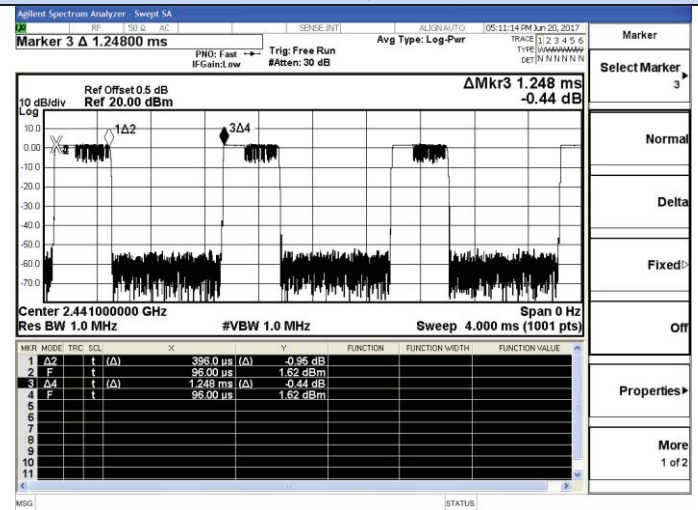 Agilent Spectrum Analyzer - Swept SA
RF 50 Ω AC SENSE:INT ALIGN AUTO 05:11:14 PM Jun 20, 2017
Marker 3 Δ 1.24800 ms
PNO: Fast
IFGain:Low
Trig: Free Run
#Atten: 30 dB
Avg Type: Log-Pwr
TRACE 1 2 3 4 5 6
TYPE
DET N N N N N N
Ref Offset 0.5 dB
10 dB/div Ref 20.00 dBm
ΔMkr3 1.248 ms
-0.44 dB
Log
10.0
0.00
-10.0
-20.0
-30.0
-40.0
-50.0
-60.0
-70.0
1Δ2
3Δ4
Center 2.441000000 GHz Span 0 Hz
Res BW 1.0 MHz #VBW 1.0 MHz Sweep 4.000 ms (1001 pts)
MKR MODE TRC SCL X Y FUNCTION FUNCTION WIDTH FUNCTION VALUE
1 Δ2 t (Δ) 396.0 µs (Δ) -0.95 dB
2 F t 96.00 µs 1.62 dBm
3 Δ4 t (Δ) 1.248 ms (Δ) -0.44 dB
4 F t 96.00 µs 1.62 dBm
5
6
7
8
9
10
11
MSG STATUS
Marker
Select Marker
3
Normal
Delta
Fixed
Off
Properties
More
1 of 2